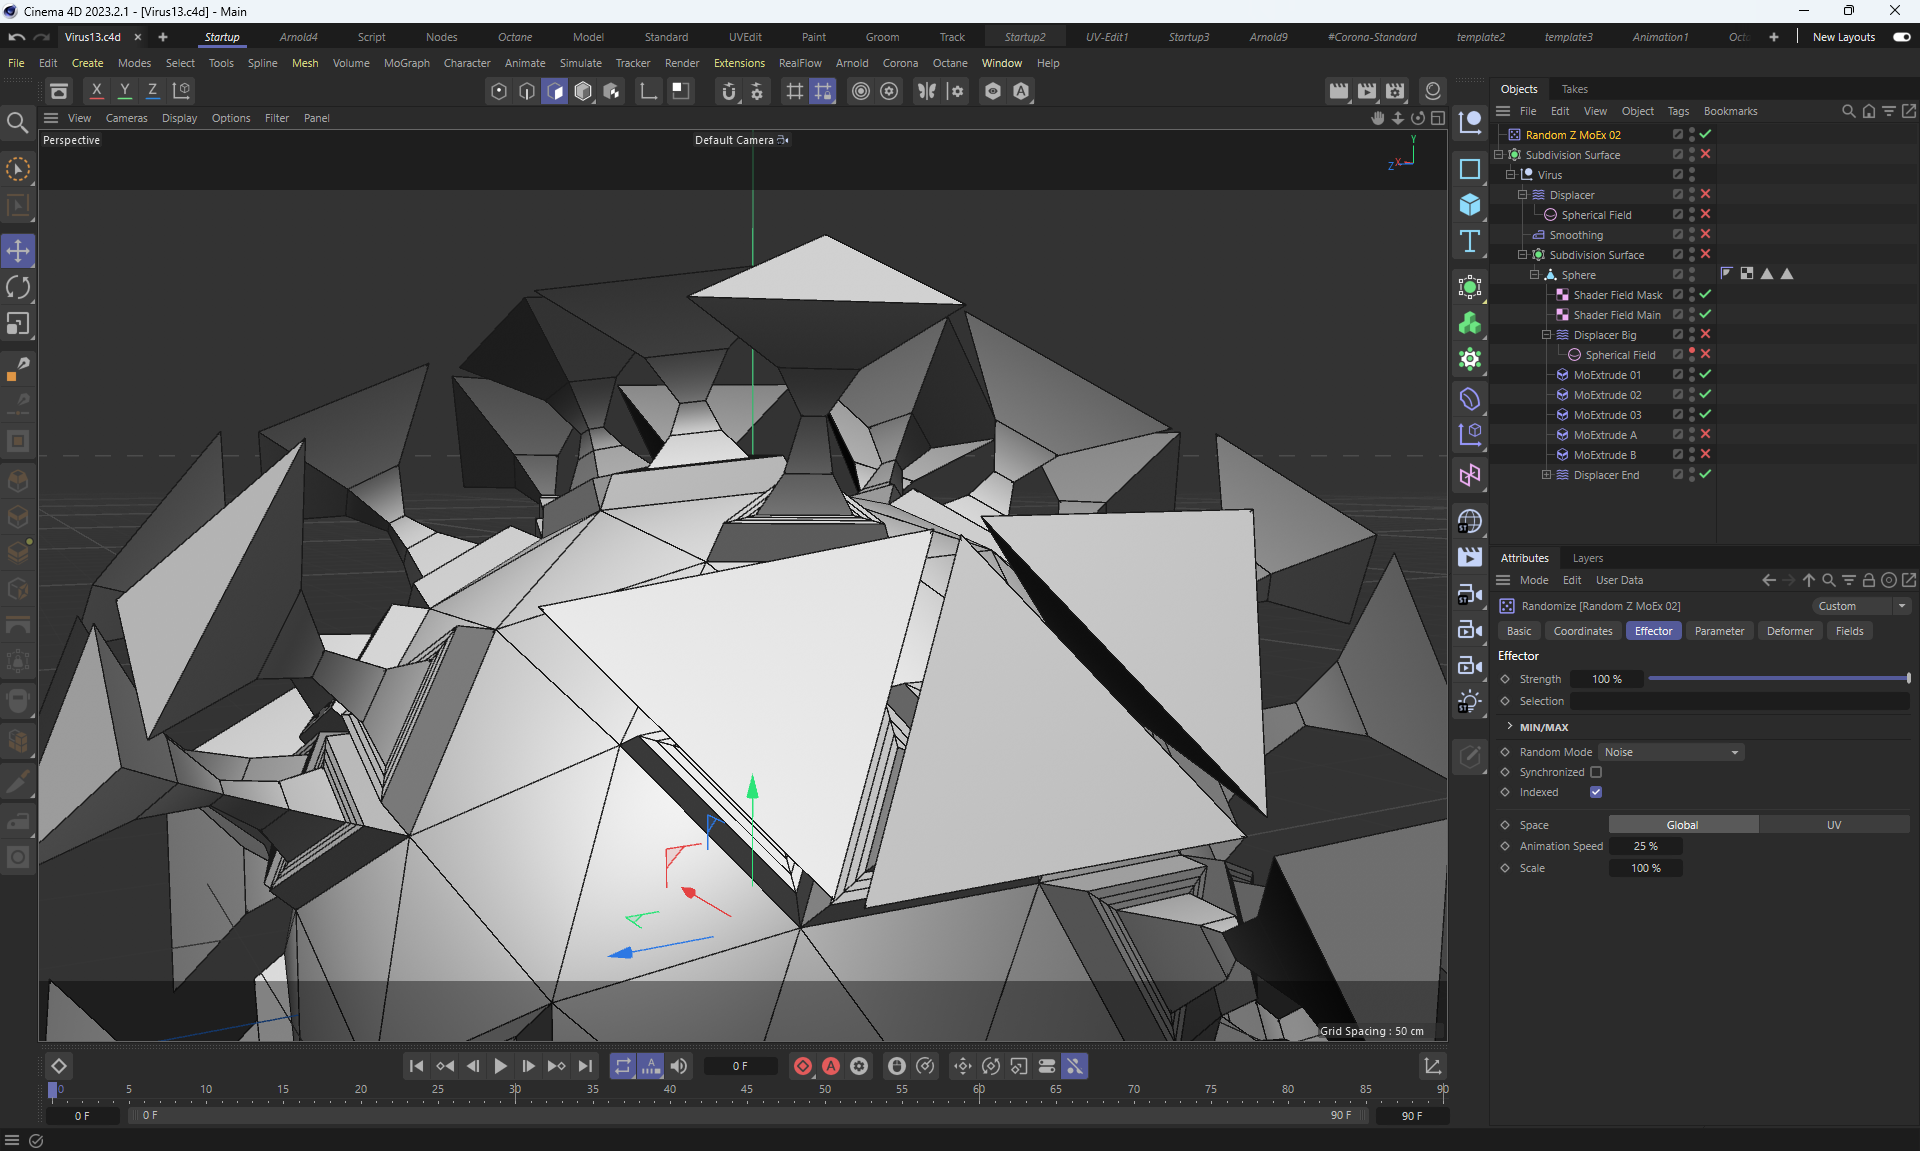 Cinema 4D 2023.2.1 - [Virus13.c4d] - Main
Virus13.c4d
Startup
Arnold4
Script
Nodes
Octane
Model
Standard
UVEdit
Paint
Groom
Track
Startup2
UV-Edit1
Startup3
Arnold9
#Corona-Standard
template2
template3
Animation1
New Layouts
File Edit Create Modes Select Tools Spline Mesh Volume MoGraph Character Animate Simulate Tracker Render Extensions RealFlow Arnold Corona Octane Window Help
X Y Z
View Cameras Display Options Filter Panel
Perspective
Default Camera
Y
Z X
Grid Spacing : 50 cm
Objects Takes
File Edit View Object Tags Bookmarks
Random Z MoEx 02
Subdivision Surface
Virus
Displacer
Spherical Field
Smoothing
Subdivision Surface
Sphere
Shader Field Mask
Shader Field Main
Displacer Big
Spherical Field
MoExtrude 01
MoExtrude 02
MoExtrude 03
MoExtrude A
MoExtrude B
Displacer End
Attributes Layers
Mode Edit User Data
Randomize [Random Z MoEx 02]
Custom
Basic Coordinates Effector Parameter Deformer Fields
Effector
Strength 100 %
Selection
MIN/MAX
Random Mode Noise
Synchronized
Indexed
Space Global UV
Animation Speed 25 %
Scale 100 %
0 F
0 5 10 15 20 25 30 35 40 45 50 55 60 65 70 75 80 85 90
0 F 0 F 90 F 90 F